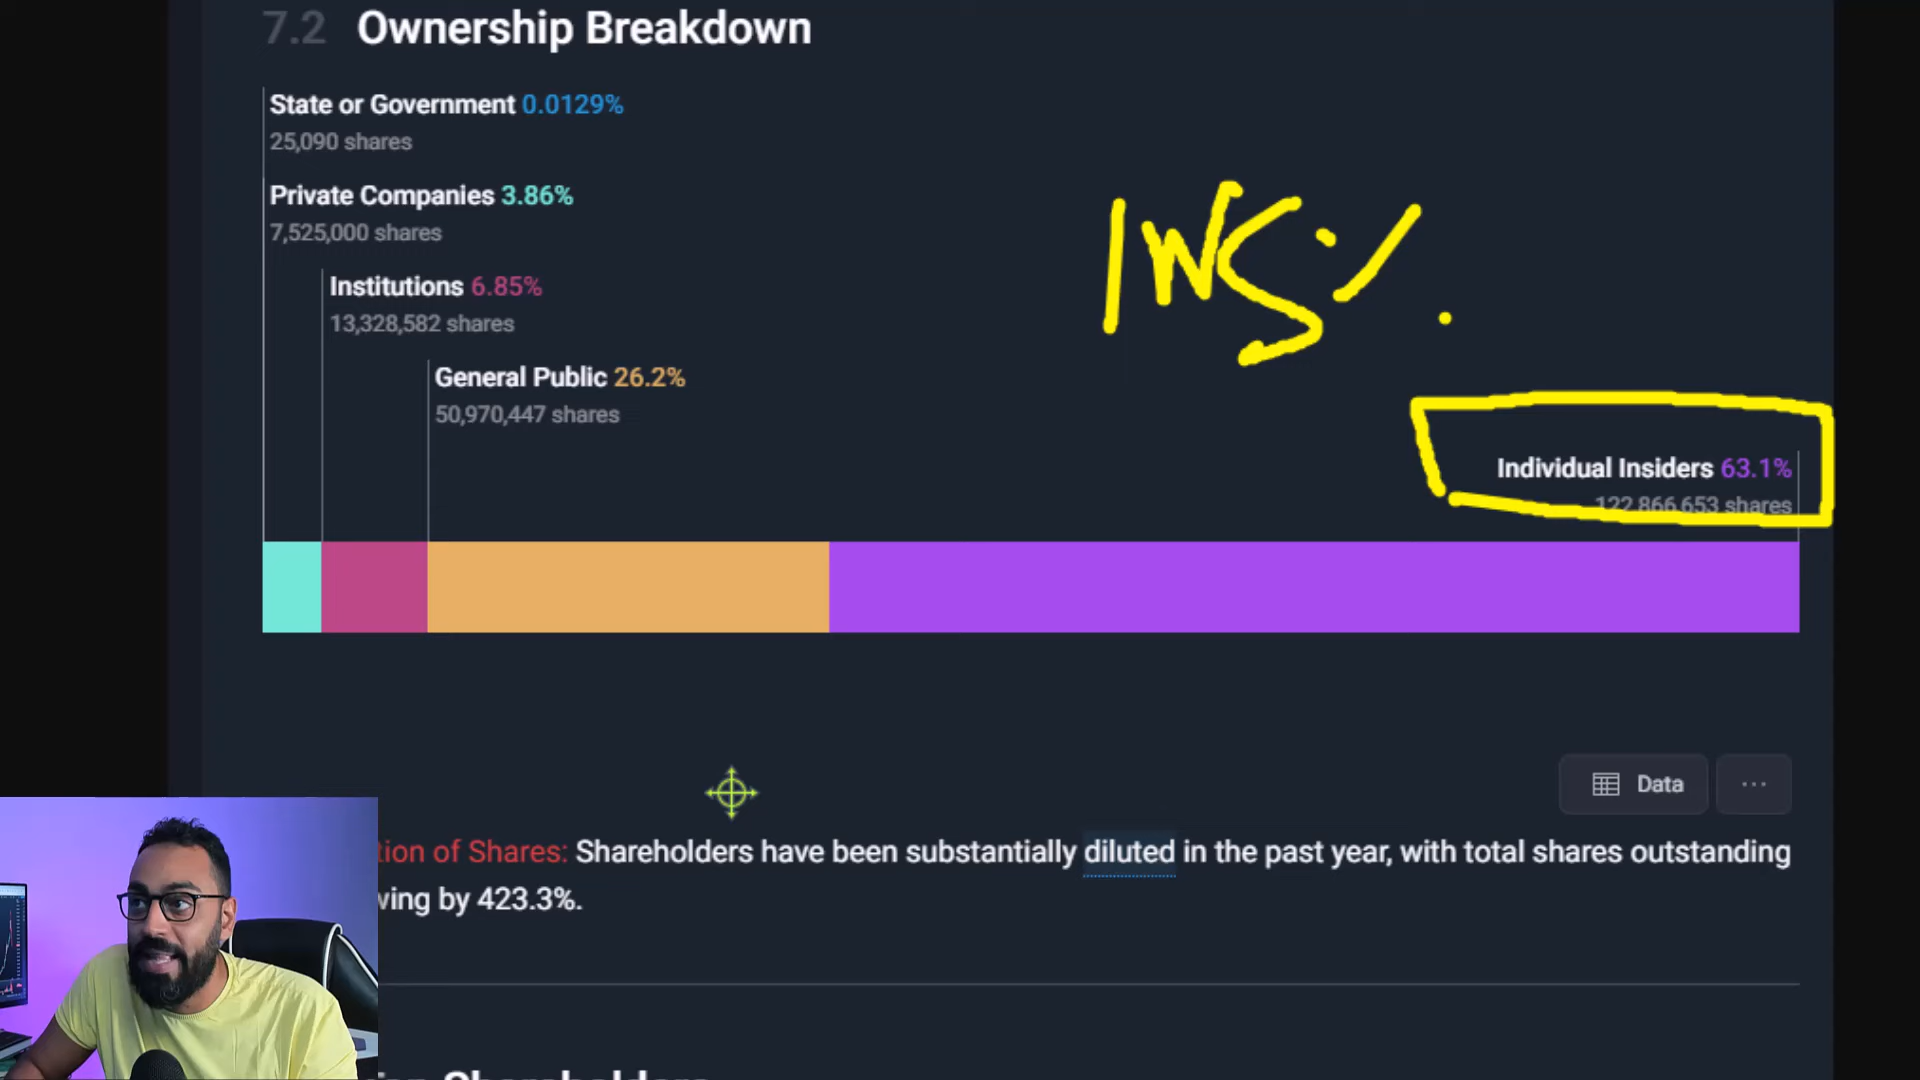 7.2 Ownership Breakdown
State or Government 0.0129%
25,090 shares
Private Companies 3.86%
7,525,000 shares
Institutions 6.85%
13,328,582 shares
General Public 26.2%
50,970,447 shares
INS%.
Individual Insiders 63.1%
122,866,653 shares
Data
tion of Shares: Shareholders have been substantially diluted in the past year, with total shares outstanding
wing by 423.3%.
Shareholders